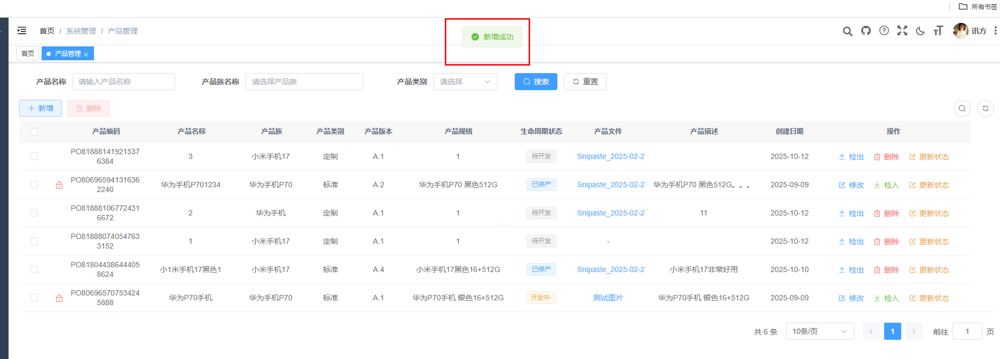 所有书签
首页 / 系统管理 / 产品管理
新增成功
讯方
首页
产品管理
产品名称 请输入产品名称 产品族名称 请选择产品族 产品类别 请选择 搜索 重置
新增 删除
产品编码 产品名称 产品族 产品类别 产品版本 产品规格 生命周期状态 产品文件 产品描述 创建日期 操作
PO81888141921537
6384
3 小米手机17 定制 A.1 1 待开发 Snipaste_2025-02-2 2025-10-12 检出 删除 更新状态
PO80696594131636
2240
华为手机P701234 华为手机P70 标准 A.2 华为手机P70 黑色512G 已停产 Snipaste_2025-02-2 华为手机P70 黑色512G。。。 2025-09-09 修改 检入 更新状态
PO81888106772431
6672
2 华为手机 定制 A.1 1 待开发 Snipaste_2025-02-2 11 2025-10-12 检出 删除 更新状态
PO81888074054763
3152
1 小米手机17 定制 A.1 1 待开发 - 2025-10-12 检出 删除 更新状态
PO81804438644405
8624
小1米手机17黑色1 小米手机17 标准 A.4 小米手机17黑色16+512G 已停产 Snipaste_2025-02-2 小米手机17非常好用 2025-10-10 检出 删除 更新状态
PO80696570753424
5888
华为P70手机 华为手机P70 标准 A.1 华为P70手机 银色16+512G 开发中- 测试图片 华为P70手机 银色16+512G 2025-09-09 修改 检入 更新状态
共 6 条 10条/页 1 前往 1 页